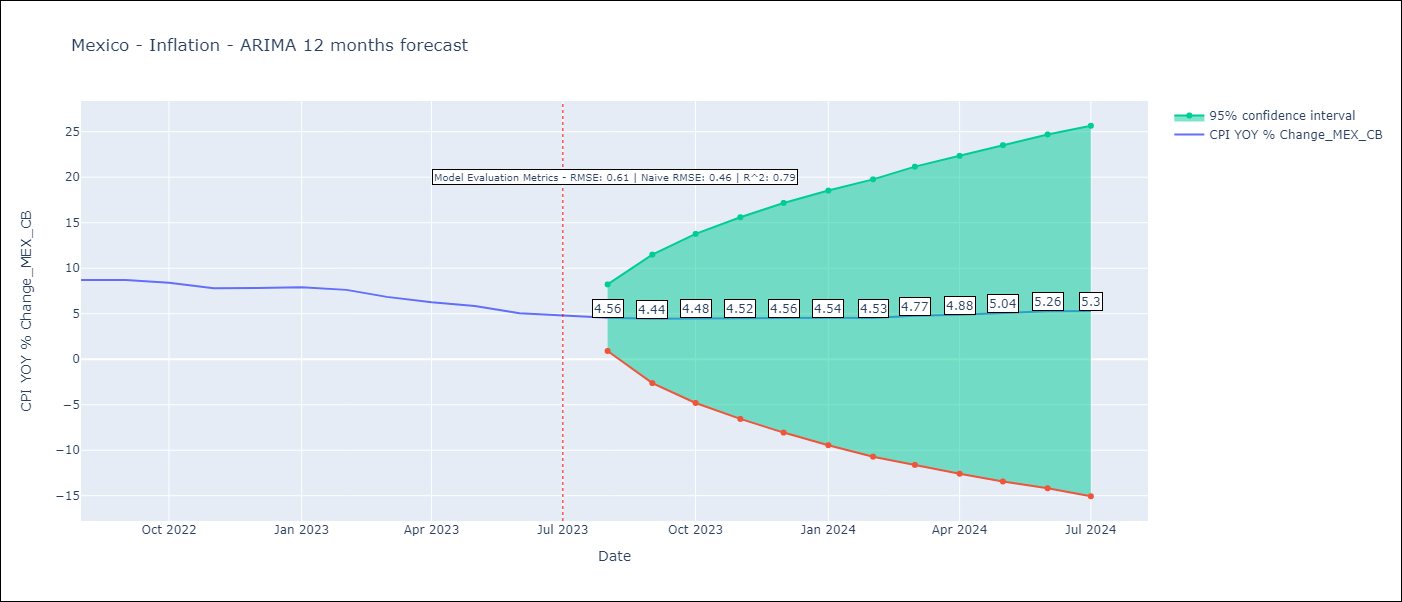 Mexico - Inflation - ARIMA 12 months forecast
95% confidence interval
CPI YOY % Change_MEX_CB
Model Evaluation Metrics - RMSE: 0.61 | Naive RMSE: 0.46 | R^2: 0.79
CPI YOY % Change_MEX_CB
25
20
15
10
5
0
−5
−10
−15
4.56
4.44
4.48
4.52
4.56
4.54
4.53
4.77
4.88
5.04
5.26
5.3
Oct 2022
Jan 2023
Apr 2023
Jul 2023
Oct 2023
Jan 2024
Apr 2024
Jul 2024
Date